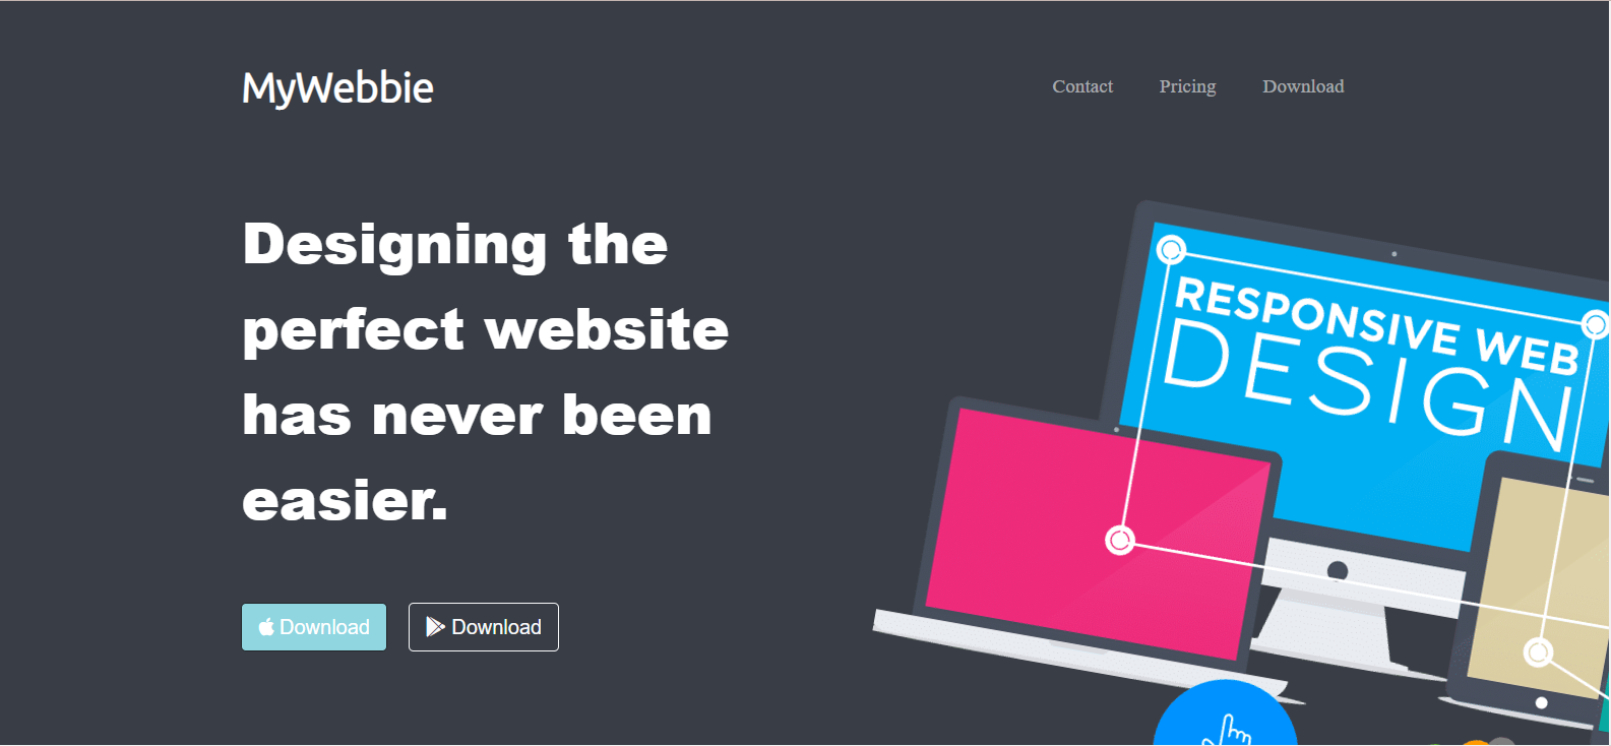 MyWebbie
Contact Pricing Download
Designing the
perfect website
has never been
easier.
Download Download
RESPONSIVE WEB
DESIGN